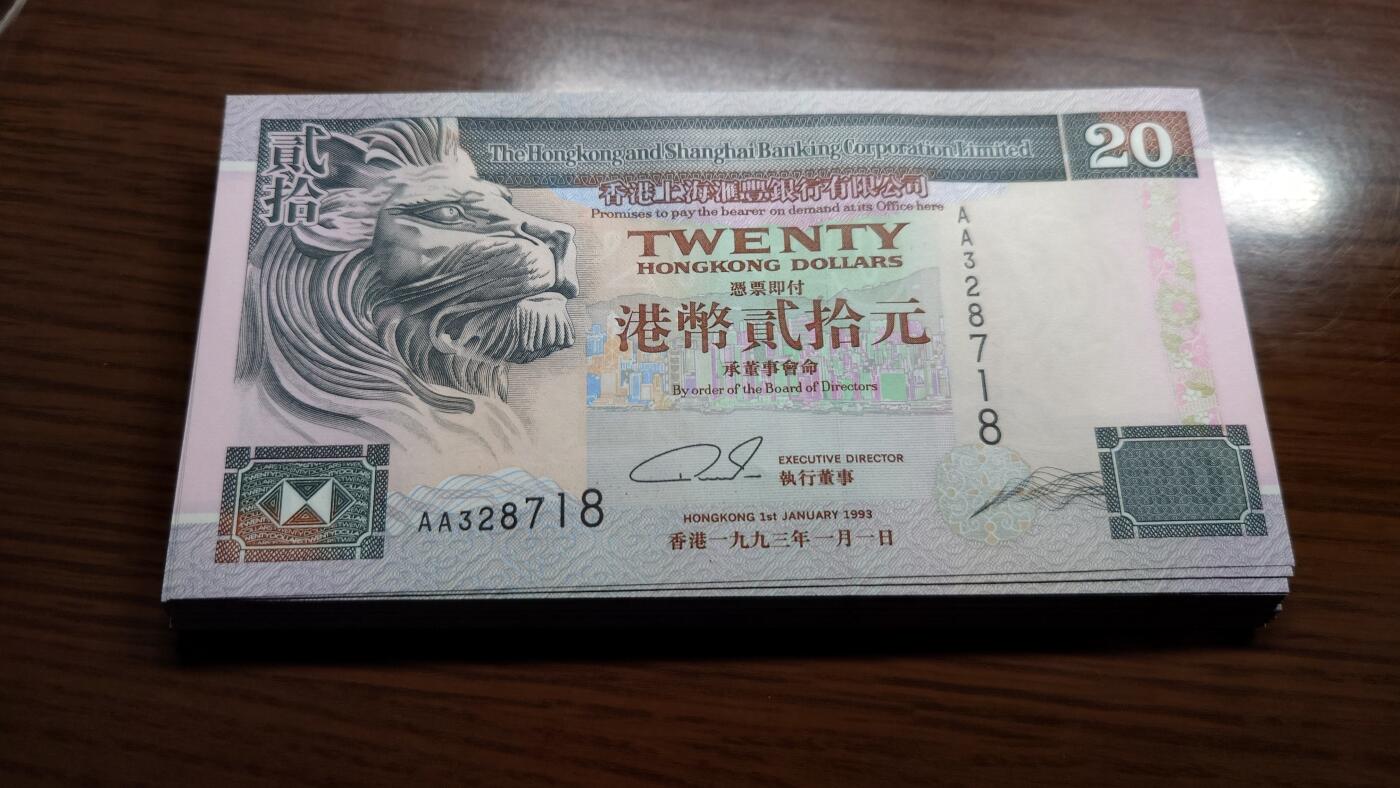 貳拾
The Hongkong and Shanghai Banking Corporation Limited
20
香港上海滙豐銀行有限公司
Promises to pay the bearer on demand at its Office here
TWENTY
HONGKONG DOLLARS
憑票即付
港幣貳拾元
承董事會命
By order of the Board of Directors
AA328718
EXECUTIVE DIRECTOR
執行董事
AA328718
HONGKONG 1st JANUARY 1993
香港一九九三年一月一日